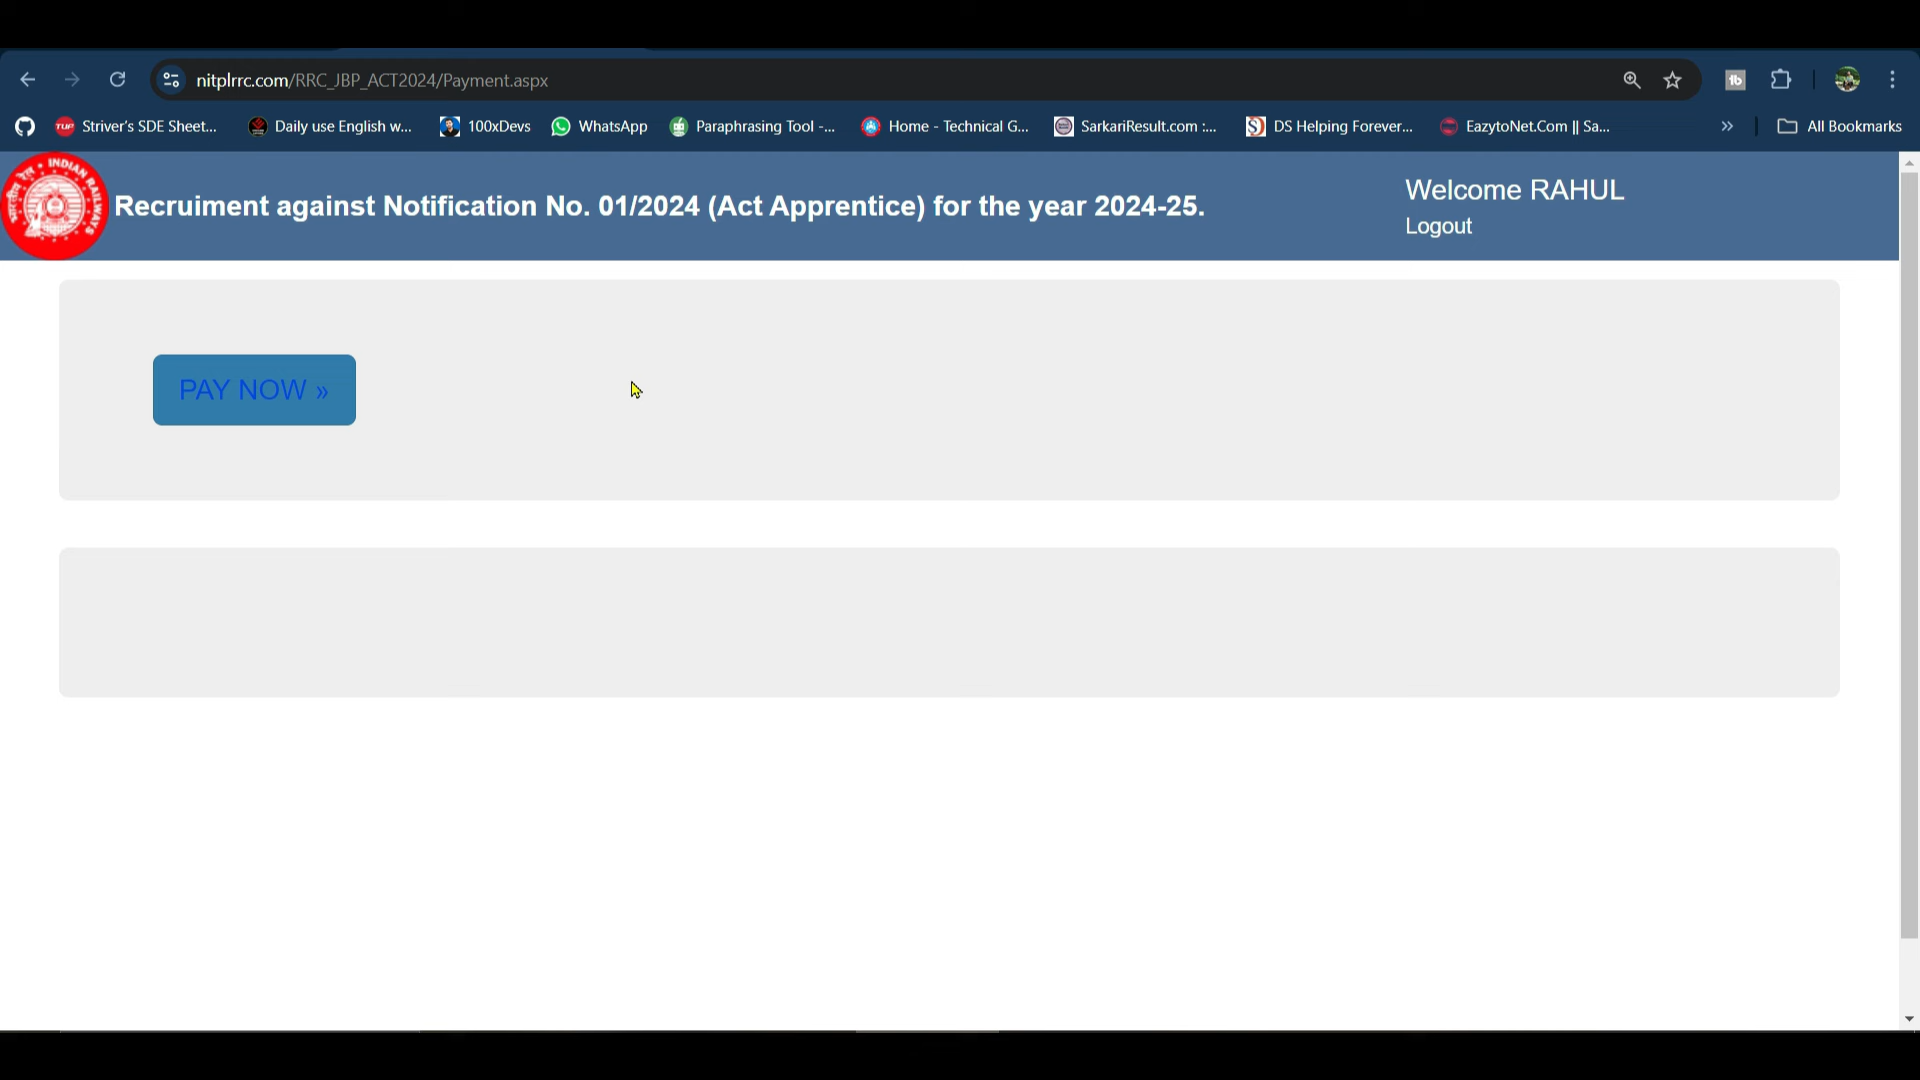 nitplrrc.com/RRC_JBP_ACT2024/Payment.aspx
Striver's SDE Sheet... Daily use English w... 100xDevs WhatsApp Paraphrasing Tool -... Home - Technical G... SarkariResult.com :... DS Helping Forever... EazytoNet.Com || Sa... » All Bookmarks
INDIAN RAILWAYS
Recruiment against Notification No. 01/2024 (Act Apprentice) for the year 2024-25.
Welcome RAHUL
Logout
PAY NOW »